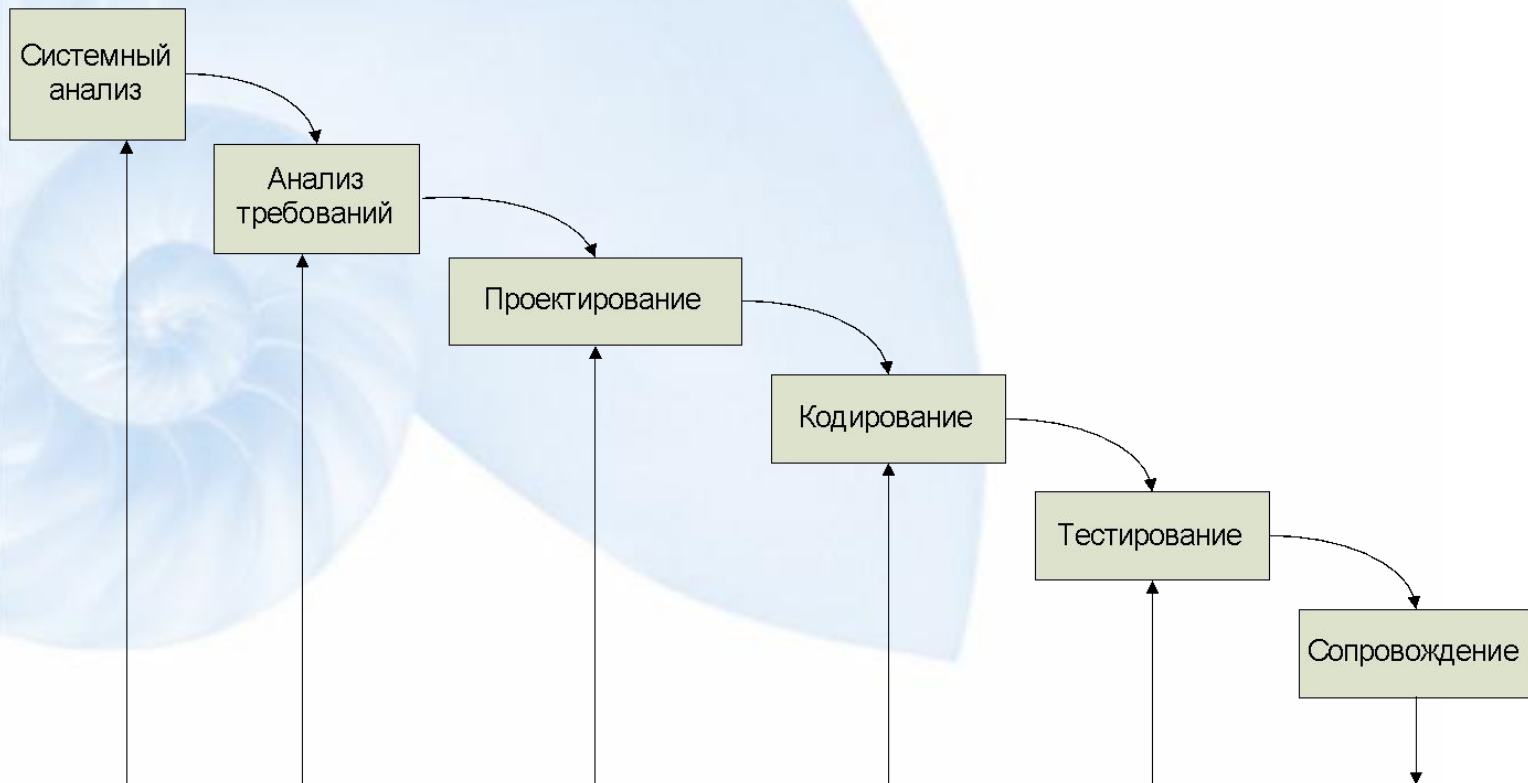 Системный
анализ
Анализ
требований
Проектирование
Кодирование
Тестирование
Сопровождение